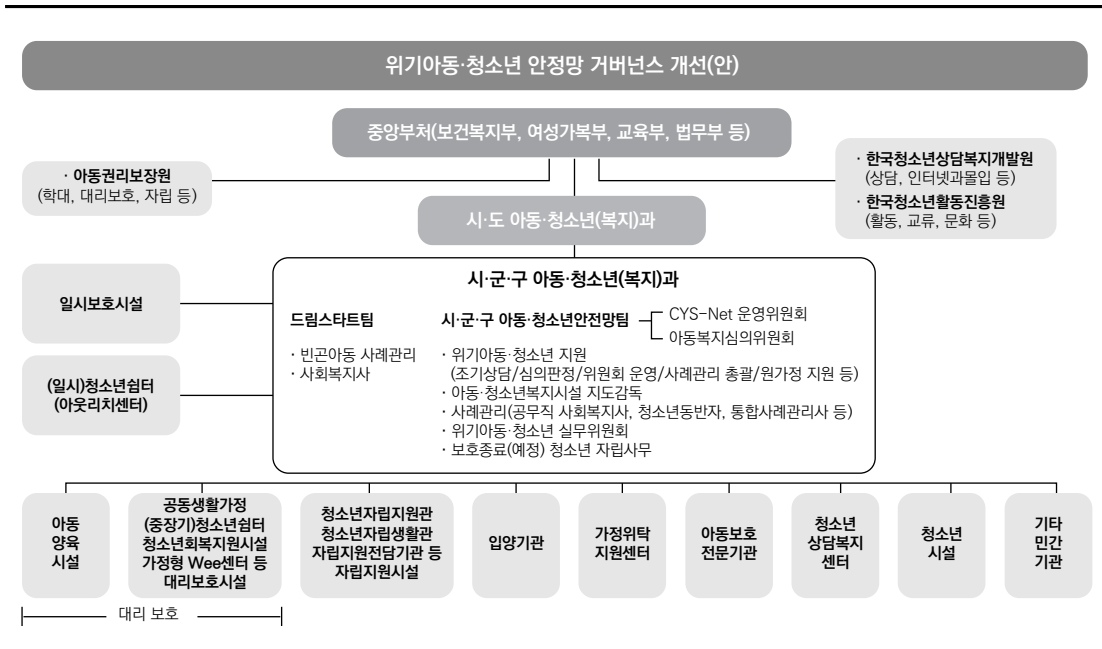 위기아동·청소년 안정망 거버넌스 개선(안)
중앙부처(보건복지부, 여성가복부, 교육부, 법무부 등)
· 아동권리보장원
(학대, 대리보호, 자립 등)
· 한국청소년상담복지개발원
(상담, 인터넷과몰입 등)
· 한국청소년활동진흥원
(활동, 교류, 문화 등)
시·도 아동·청소년(복지)과
일시보호시설
(일시)청소년쉼터
(아웃리치센터)
시·군·구 아동·청소년(복지)과
드림스타트팀
· 빈곤아동 사례관리
· 사회복지사
시·군·구 아동·청소년안전망팀
CYS-Net 운영위원회
아동복지심의위원회
· 위기아동·청소년 지원
(조기상담/심의판정/위원회 운영/사례관리 총괄/원가정 지원 등)
· 아동·청소년복지시설 지도감독
· 사례관리(공무직 사회복지사, 청소년동반자, 통합사례관리사 등)
· 위기아동·청소년 실무위원회
· 보호종료(예정) 청소년 자립사무
아동
양육
시설
공동생활가정
(중장기)청소년쉼터
청소년회복지원시설
가정형 Wee센터 등
대리보호시설
청소년자립지원관
청소년자립생활관
자립지원전담기관 등
자립지원시설
입양기관
가정위탁
지원센터
아동보호
전문기관
청소년
상담복지
센터
청소년
시설
기타
민간
기관
대리 보호